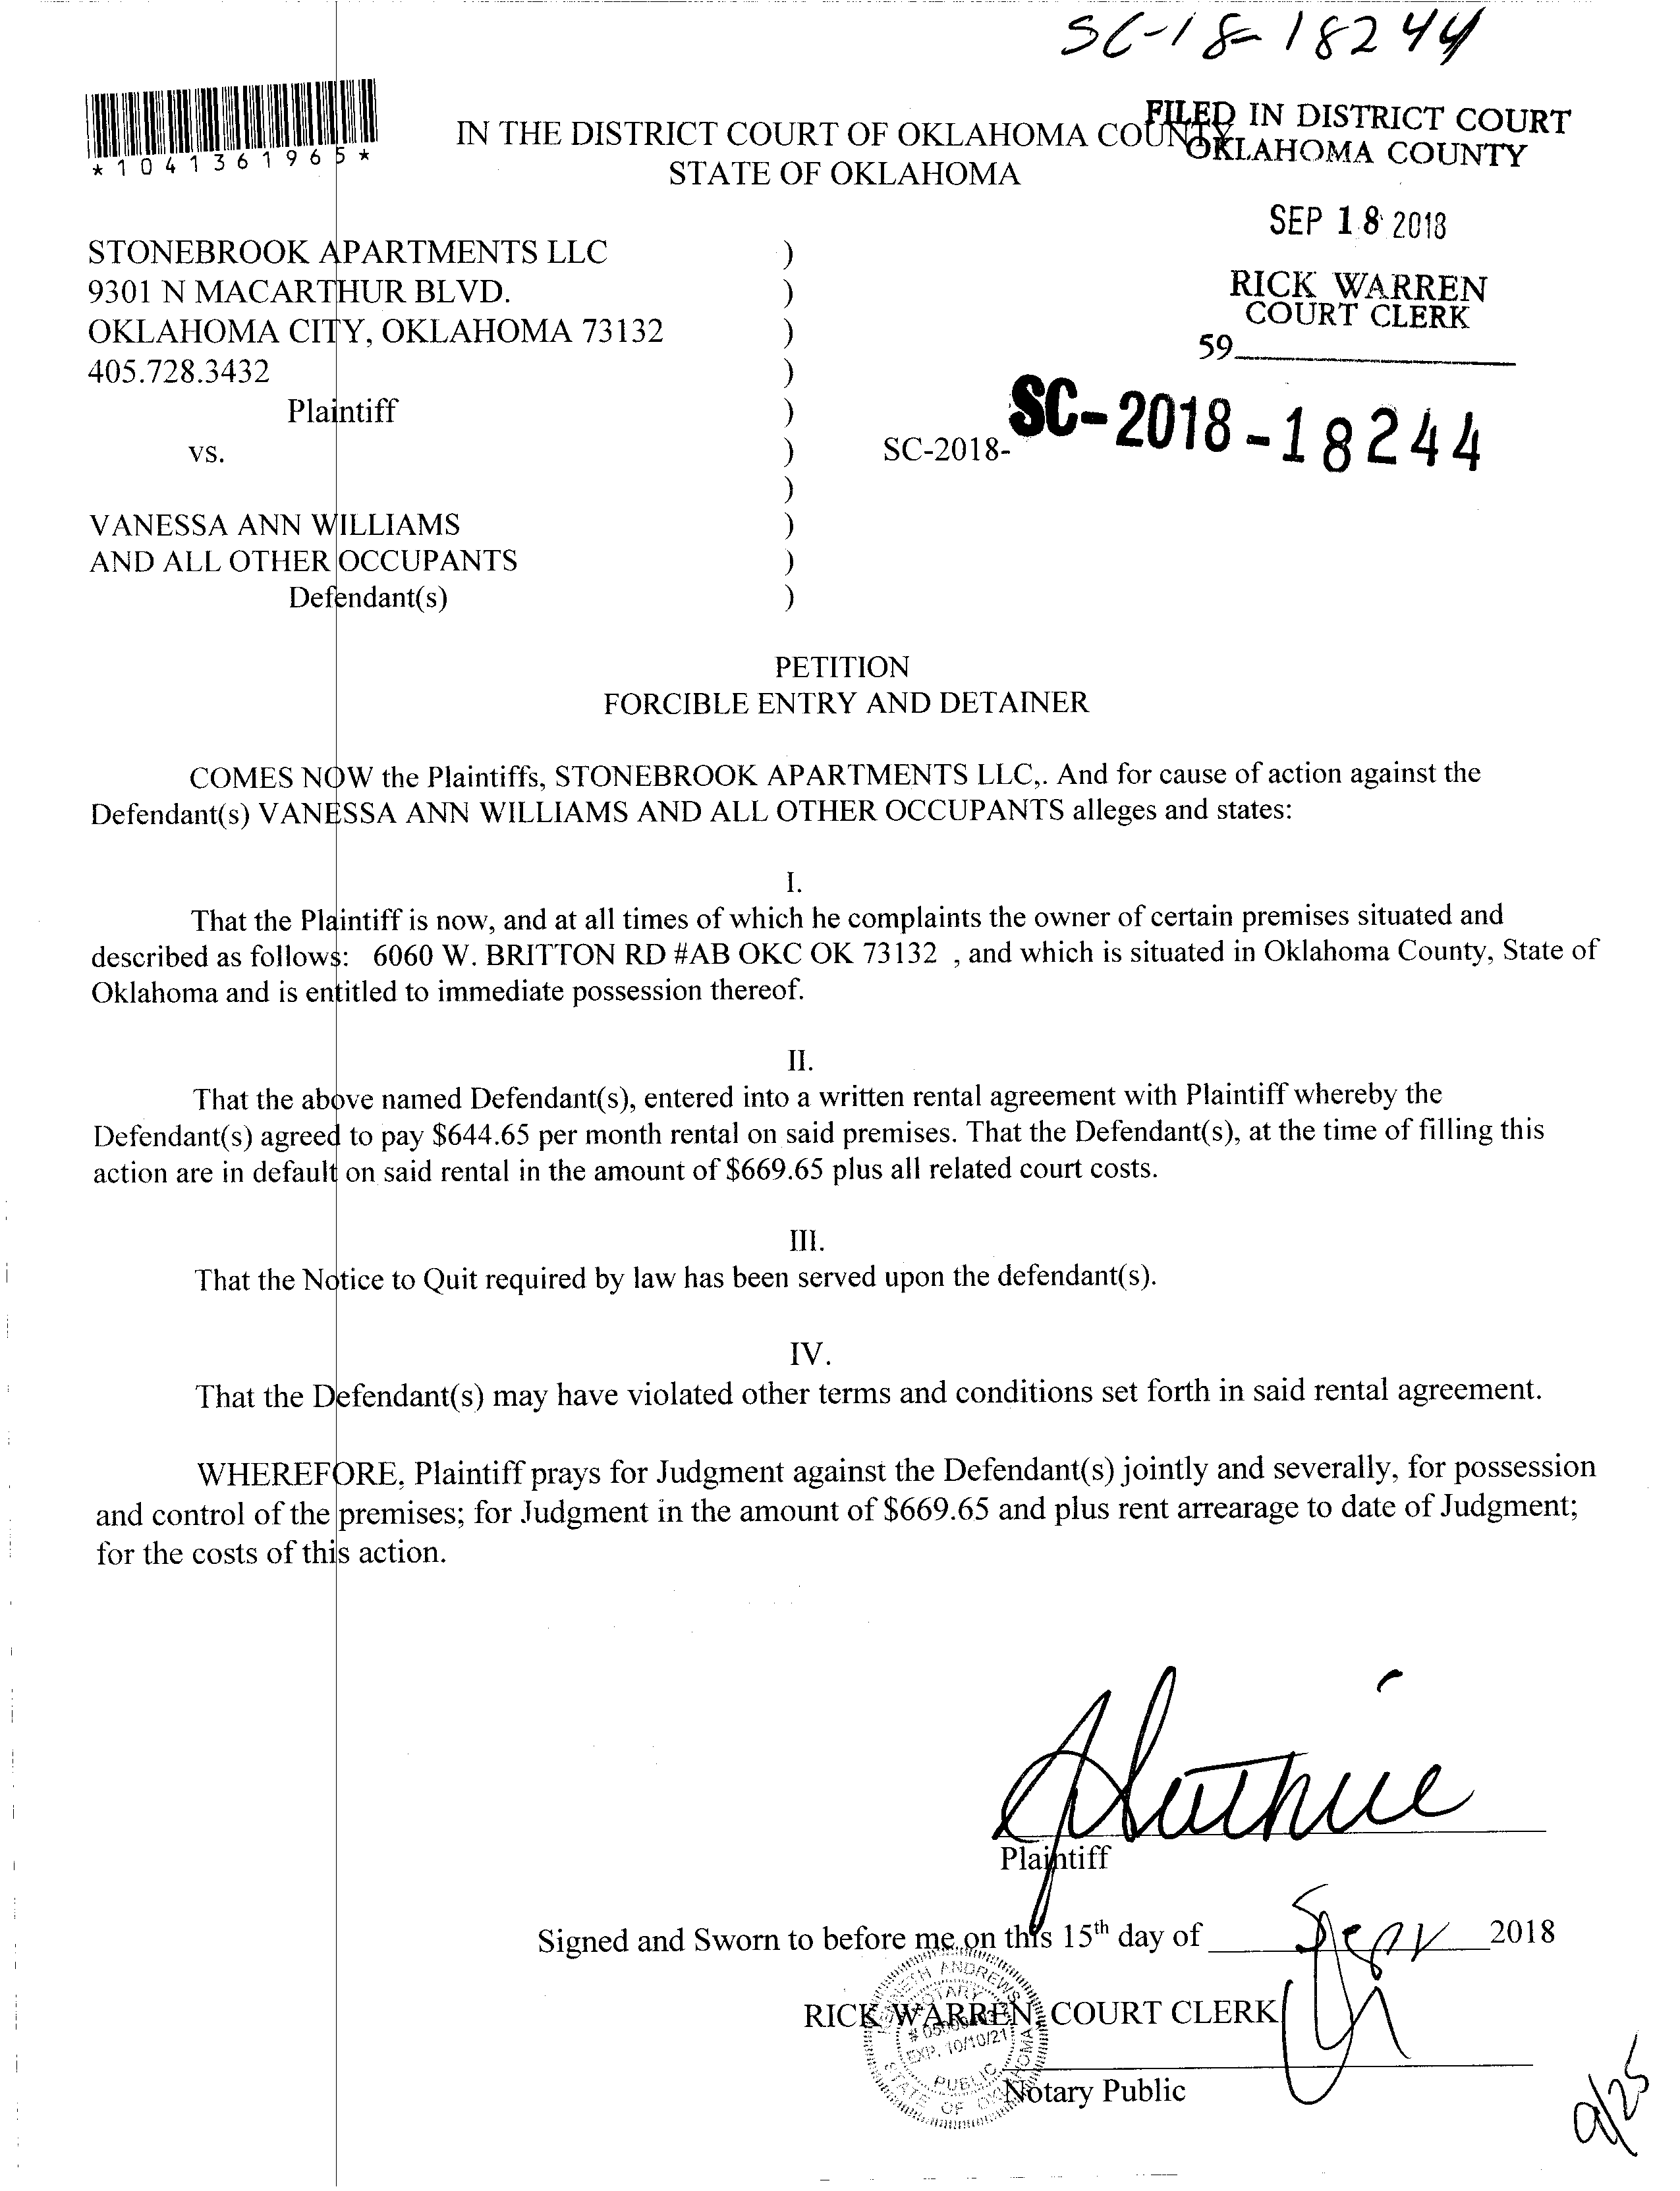 SC-18-18244
*1041361965*
IN THE DISTRICT COURT OF OKLAHOMA COUNTY
STATE OF OKLAHOMA
FILED IN DISTRICT COURT
OKLAHOMA COUNTY
SEP 18 2018
RICK WARREN
COURT CLERK
59
STONEBROOK APARTMENTS LLC )
9301 N MACARTHUR BLVD. )
OKLAHOMA CITY, OKLAHOMA 73132 )
405.728.3432 )
Plaintiff )
vs. ) SC-2018- SC-2018-18244
)
VANESSA ANN WILLIAMS )
AND ALL OTHER OCCUPANTS )
Defendant(s) )
PETITION
FORCIBLE ENTRY AND DETAINER
COMES NOW the Plaintiffs, STONEBROOK APARTMENTS LLC,. And for cause of action against the
Defendant(s) VANESSA ANN WILLIAMS AND ALL OTHER OCCUPANTS alleges and states:
I.
That the Plaintiff is now, and at all times of which he complaints the owner of certain premises situated and
described as follows: 6060 W. BRITTON RD #AB OKC OK 73132 , and which is situated in Oklahoma County, State of
Oklahoma and is entitled to immediate possession thereof.
II.
That the above named Defendant(s), entered into a written rental agreement with Plaintiff whereby the
Defendant(s) agreed to pay $644.65 per month rental on said premises. That the Defendant(s), at the time of filling this
action are in default on said rental in the amount of $669.65 plus all related court costs.
III.
That the Notice to Quit required by law has been served upon the defendant(s).
IV.
That the Defendant(s) may have violated other terms and conditions set forth in said rental agreement.
WHEREFORE, Plaintiff prays for Judgment against the Defendant(s) jointly and severally, for possession
and control of the premises; for Judgment in the amount of $669.65 and plus rent arrearage to date of Judgment;
for the costs of this action.
Plaintiff
Signed and Sworn to before me on this 15th day of Sept 2018
RICK WARREN, COURT CLERK
KENNETH ANDREWS
NOTARY
EXP. 10/10/21
PUBLIC
STATE OF OKLAHOMA
Notary Public
9/25